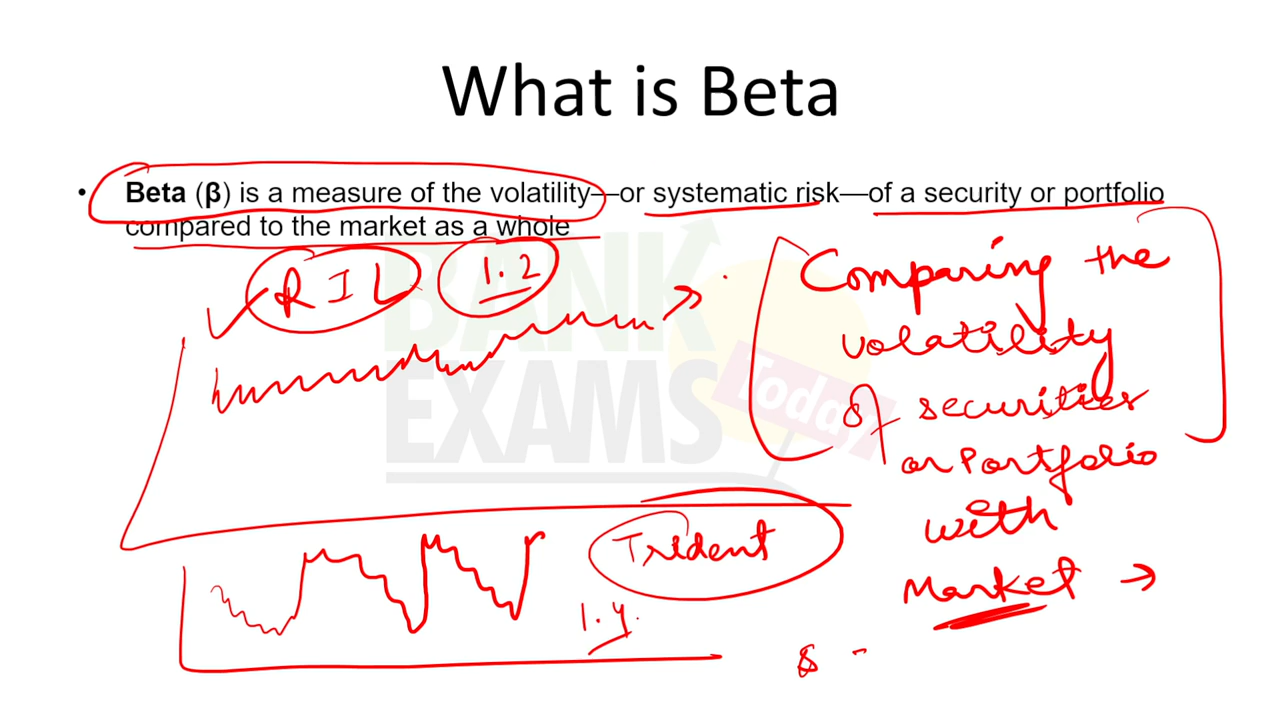 What is Beta
• Beta (β) is a measure of the volatility—or systematic risk—of a security or portfolio
compared to the market as a whole
RIL 1.2
Comparing the
volatility
of securities
or Portfolio
with
Market →
Trident
BANK
EXAMS
Today